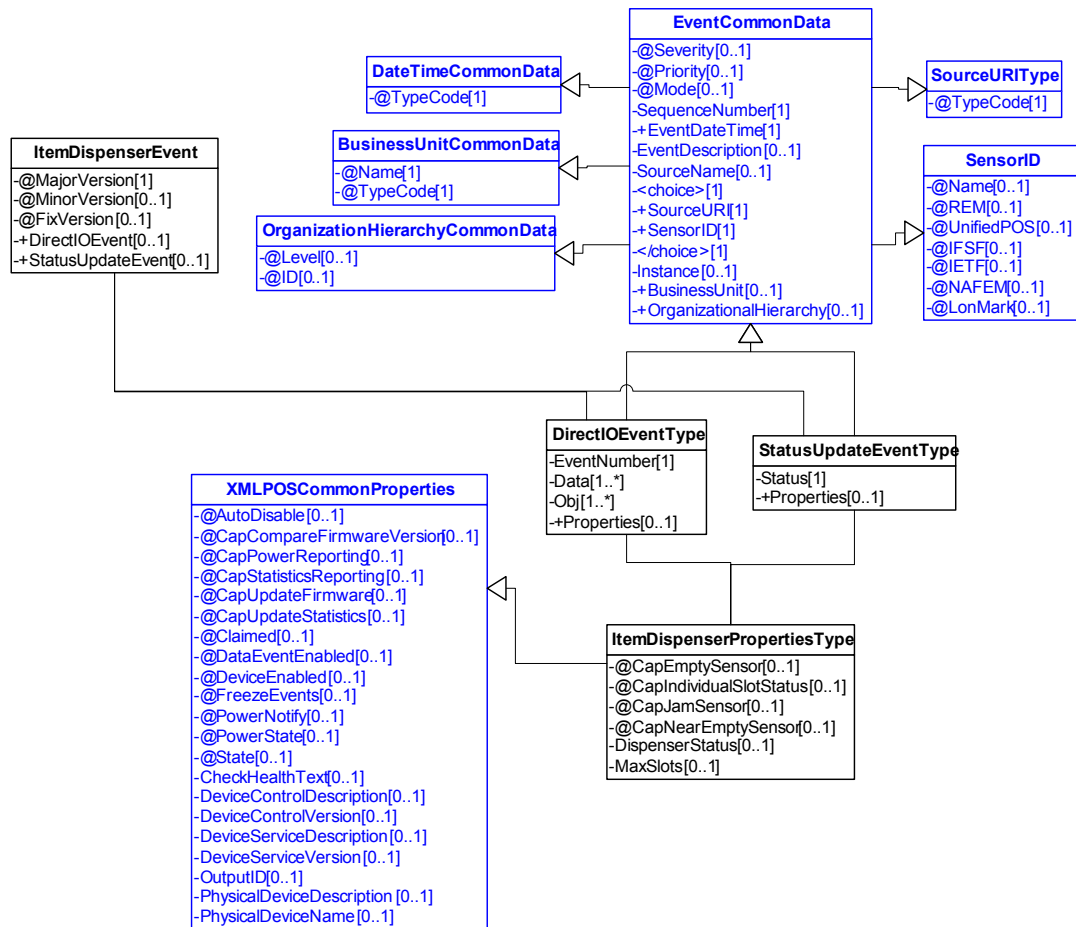 EventCommonData
-@Severity[0..1]
-@Priority[0..1]
-@Mode[0..1]
-SequenceNumber[1]
-+EventDateTime[1]
-EventDescription[0..1]
-SourceName[0..1]
-<choice>[1]
-+SourceURI[1]
-+SensorID[1]
-</choice>[1]
-Instance[0..1]
-+BusinessUnit[0..1]
-+OrganizationalHierarchy[0..1]
DateTimeCommonData
-@TypeCode[1]
SourceURIType
-@TypeCode[1]
BusinessUnitCommonData
-@Name[1]
-@TypeCode[1]
ItemDispenserEvent
-@MajorVersion[1]
-@MinorVersion[0..1]
-@FixVersion[0..1]
-+DirectIOEvent[0..1]
-+StatusUpdateEvent[0..1]
SensorID
-@Name[0..1]
-@REM[0..1]
-@UnifiedPOS[0..1]
-@IFSF[0..1]
-@IETF[0..1]
-@NAFEM[0..1]
-@LonMark[0..1]
OrganizationHierarchyCommonData
-@Level[0..1]
-@ID[0..1]
DirectIOEventType
-EventNumber[1]
-Data[1..*]
-Obj[1..*]
-+Properties[0..1]
StatusUpdateEventType
-Status[1]
-+Properties[0..1]
XMLPOSCommonProperties
-@AutoDisable[0..1]
-@CapCompareFirmwareVersion[0..1]
-@CapPowerReporting[0..1]
-@CapStatisticsReporting[0..1]
-@CapUpdateFirmware[0..1]
-@CapUpdateStatistics[0..1]
-@Claimed[0..1]
-@DataEventEnabled[0..1]
-@DeviceEnabled[0..1]
-@FreezeEvents[0..1]
-@PowerNotify[0..1]
-@PowerState[0..1]
-@State[0..1]
-CheckHealthText[0..1]
-DeviceControlDescription[0..1]
-DeviceControlVersion[0..1]
-DeviceServiceDescription[0..1]
-DeviceServiceVersion[0..1]
-OutputID[0..1]
-PhysicalDeviceDescription[0..1]
-PhysicalDeviceName[0..1]
ItemDispenserPropertiesType
-@CapEmptySensor[0..1]
-@CapIndividualSlotStatus[0..1]
-@CapJamSensor[0..1]
-@CapNearEmptySensor[0..1]
-DispenserStatus[0..1]
-MaxSlots[0..1]